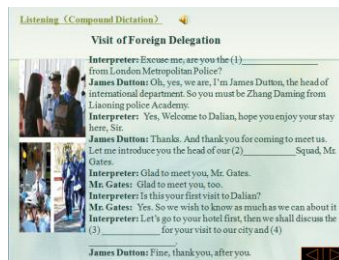 Listening (Compound Dictation)
Visit of Foreign Delegation
Interpreter: Excuse me, are you the (1)________________
from London Metropolitan Police?
James Dutton: Oh, yes, we are, I'm James Dutton, the head of
international department. So you must be Zhang Daming from
Liaoning police Academy.
Interpreter: Yes, Welcome to Dalian, hope you enjoy your stay
here, Sir.
James Dutton: Thanks. And thank you for coming to meet us.
Let me introduce you the head of our (2)__________ Squad, Mr.
Gates.
Interpreter: Glad to meet you, Mr. Gates.
Mr. Gates: Glad to meet you, too.
Interpreter: Is this your first visit to Dalian?
Mr. Gates: Yes. So we wish to know as much as we can about it
Interpreter: Let's go to your hotel first, then we shall discuss the
(3) ____________ for your visit to our city and (4)
__________________.
James Dutton: Fine, thank you, after you.